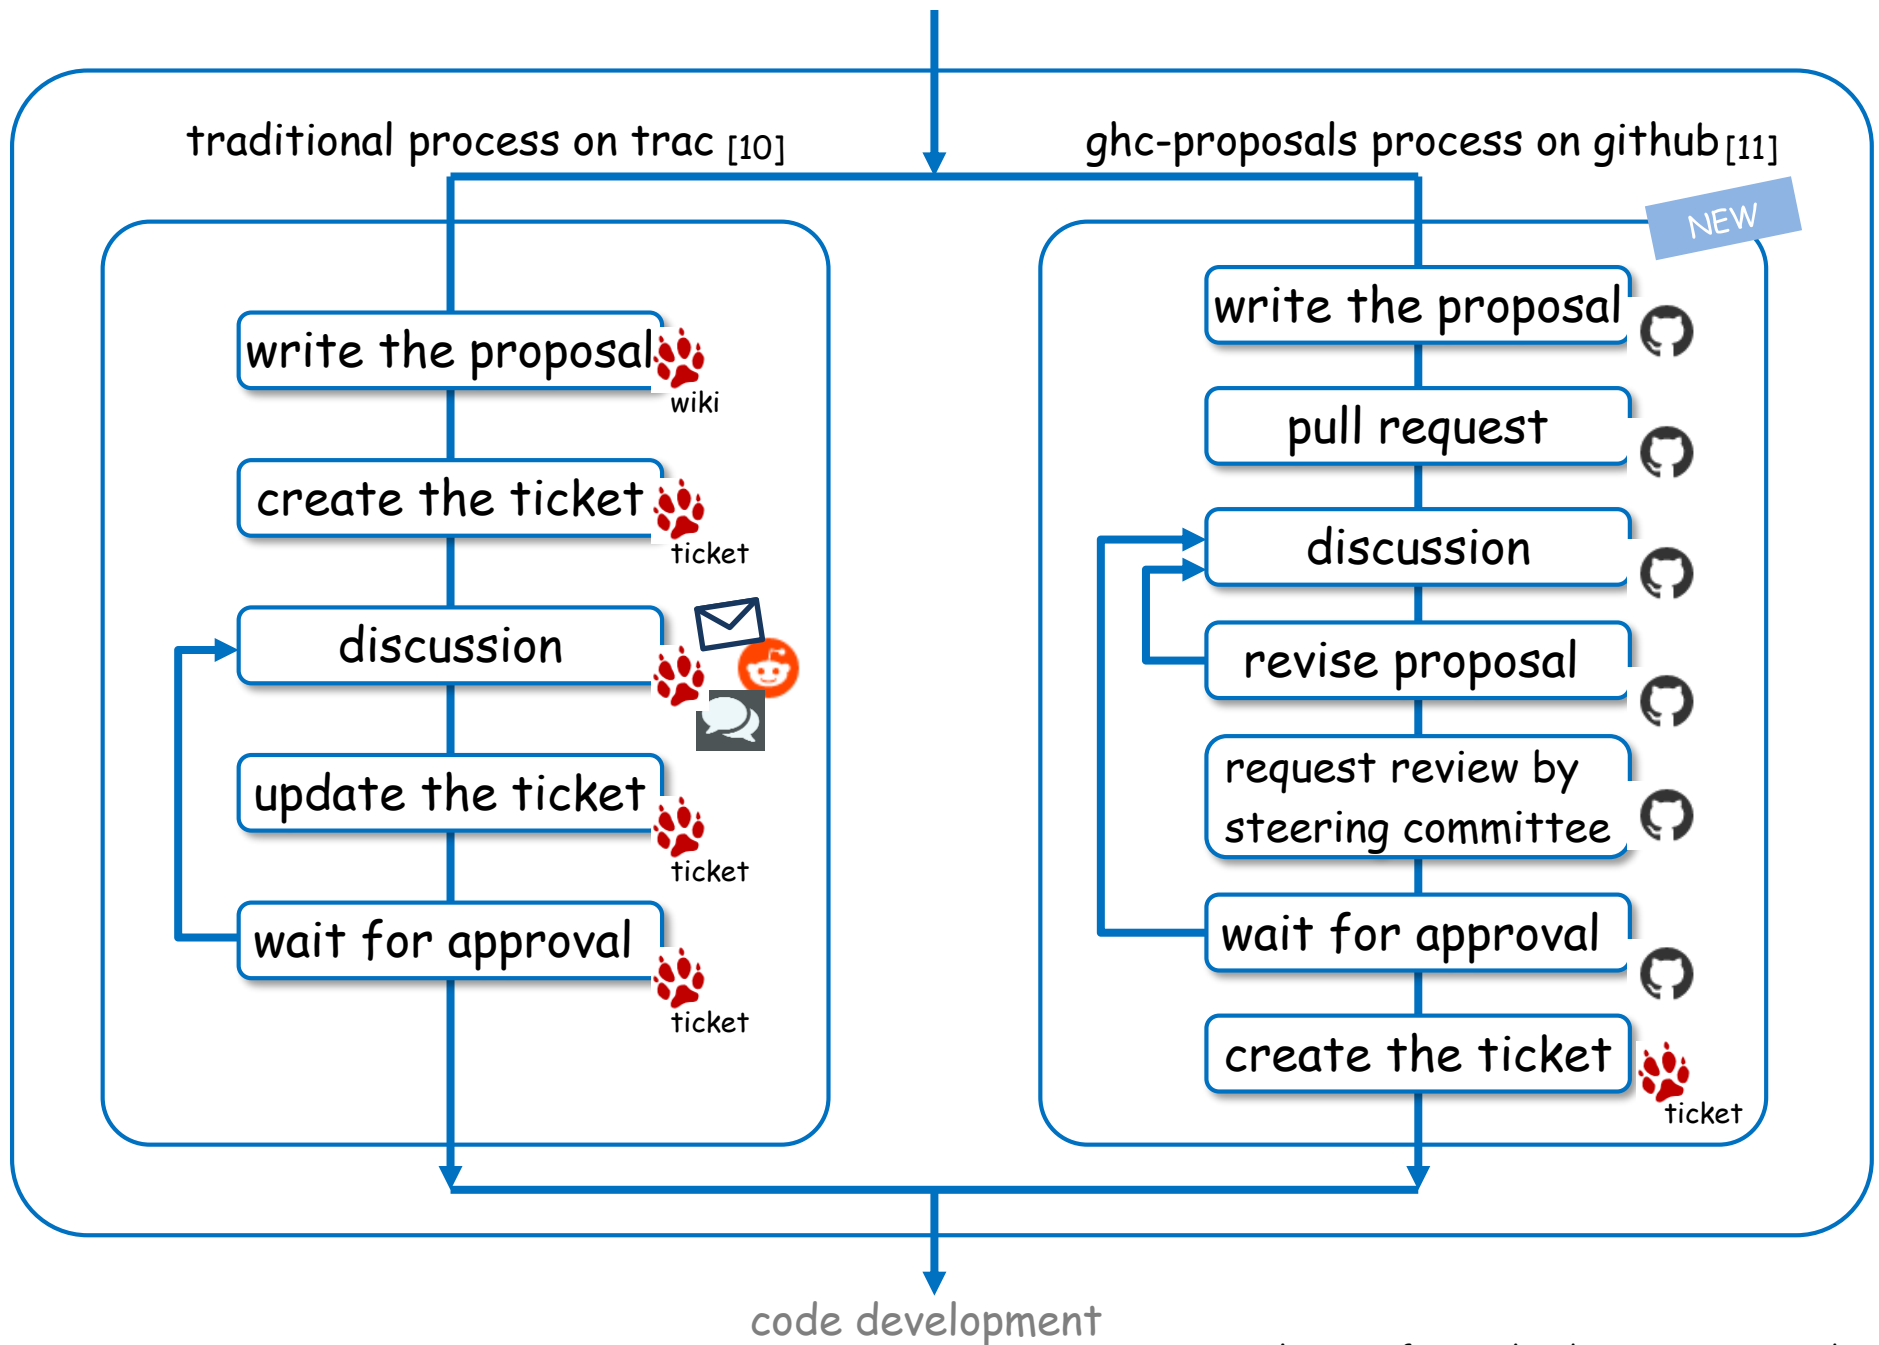 traditional process on trac [10]
write the proposal
wiki
create the ticket
ticket
discussion
update the ticket
ticket
wait for approval
ticket
ghc-proposals process on github [11]
NEW
write the proposal
pull request
discussion
revise proposal
request review by
steering committee
wait for approval
create the ticket
ticket
code development